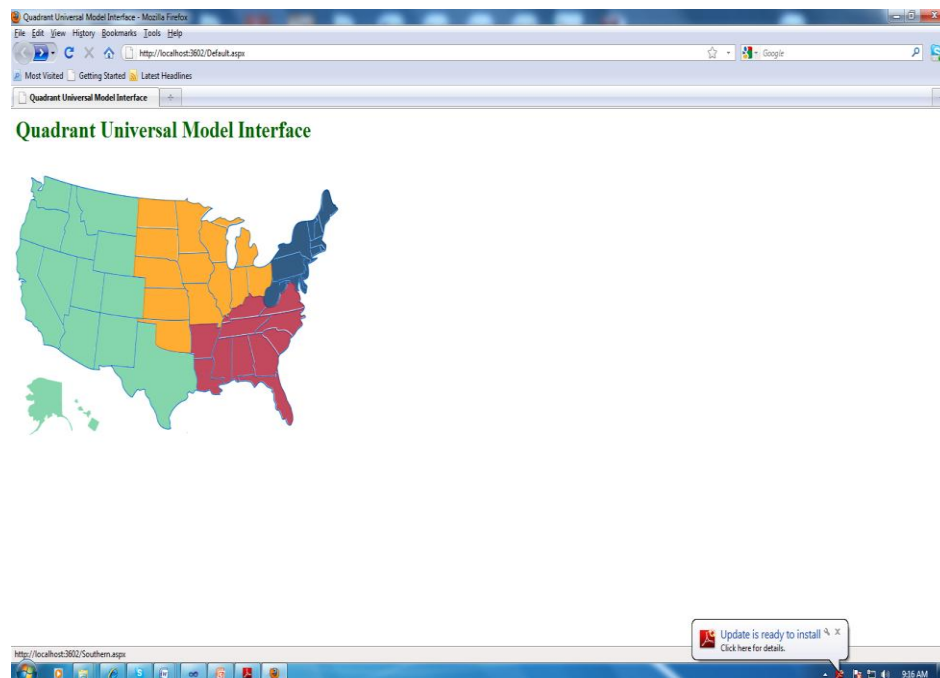 Quadrant Universal Model Interface - Mozilla Firefox
File Edit View History Bookmarks Tools Help
http://localhost:3602/Default.aspx
Google
Most Visited Getting Started Latest Headlines
Quadrant Universal Model Interface
Quadrant Universal Model Interface
Update is ready to install
Click here for details.
http://localhost:3602/Southern.aspx
9:16 AM